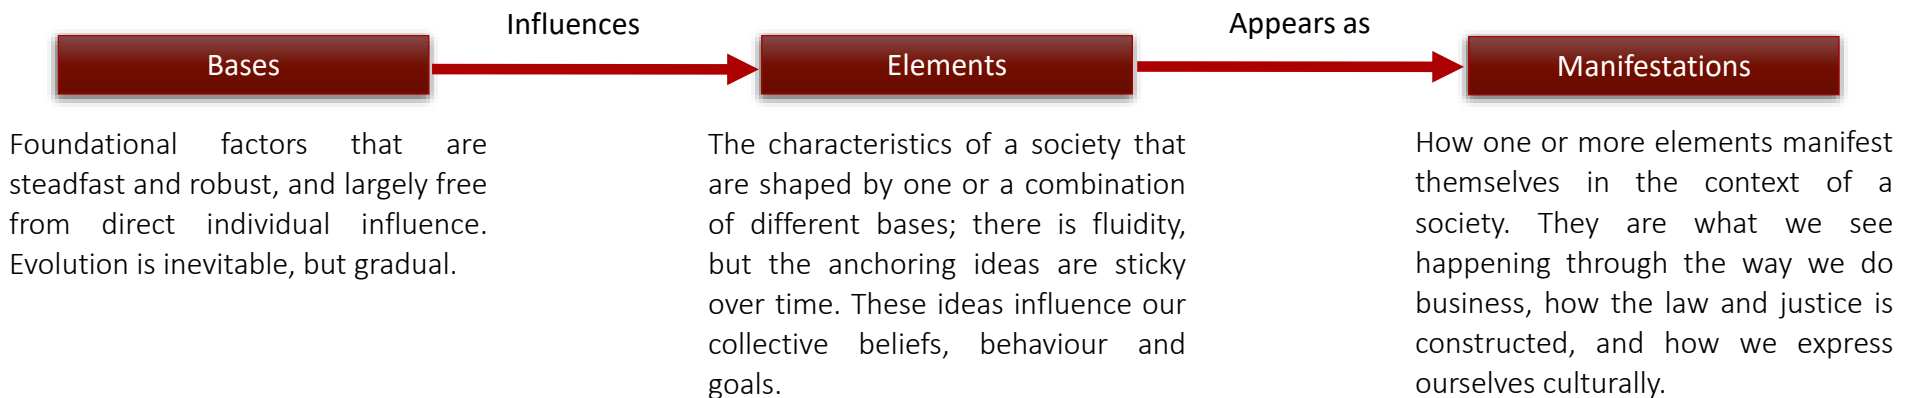 Influences
Appears as
Bases
Elements
Manifestations
Foundational factors that are
steadfast and robust, and largely free
from direct individual influence.
Evolution is inevitable, but gradual.
The characteristics of a society that
are shaped by one or a combination
of different bases; there is fluidity,
but the anchoring ideas are sticky
over time. These ideas influence our
collective beliefs, behaviour and
goals.
How one or more elements manifest
themselves in the context of a
society. They are what we see
happening through the way we do
business, how the law and justice is
constructed, and how we express
ourselves culturally.